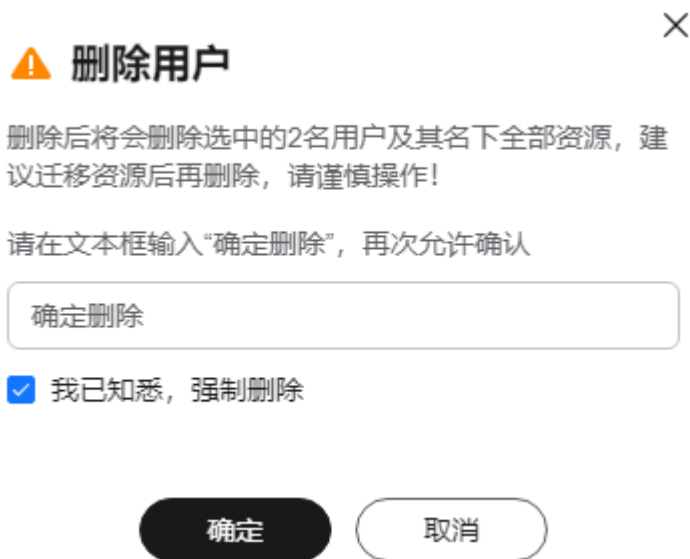 删除用户
删除后将会删除选中的2名用户及其名下全部资源，建
议迁移资源后再删除，请谨慎操作！
请在文本框输入“确定删除”，再次允许确认
确定删除
我已知悉，强制删除
确定
取消